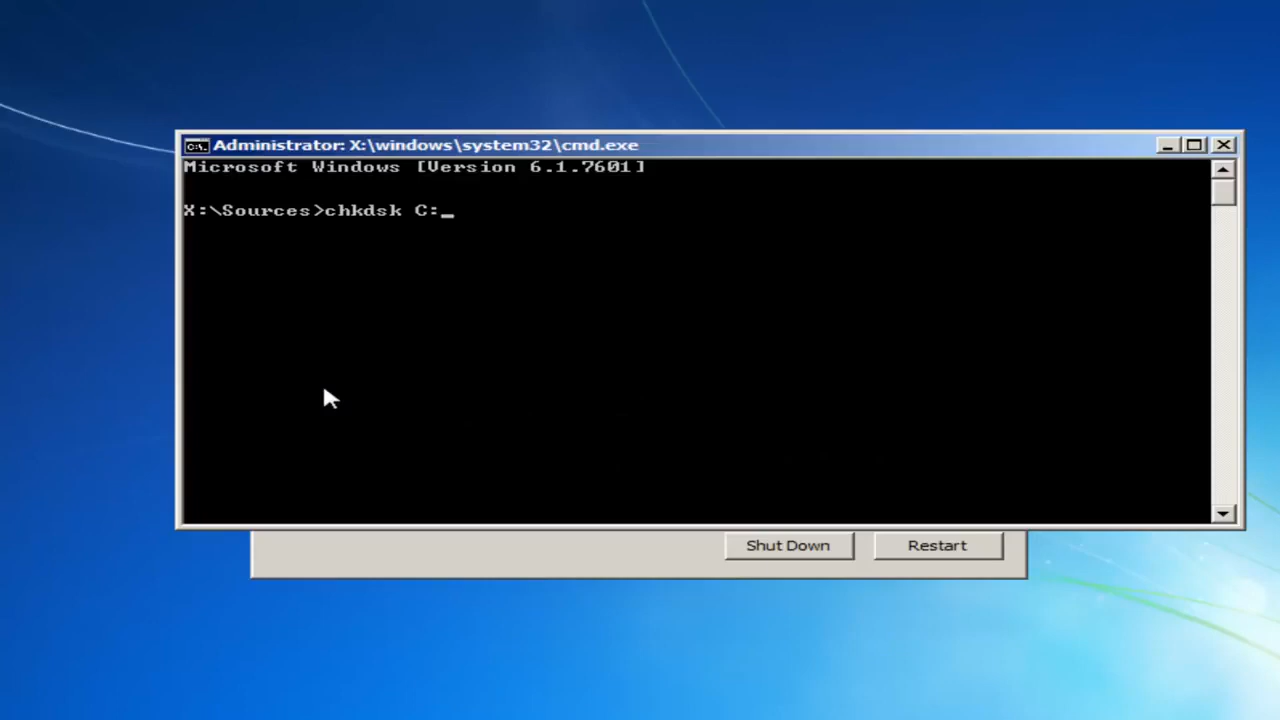 Administrator: X:\windows\system32\cmd.exe
Microsoft Windows [Version 6.1.7601]
X:\Sources>chkdsk C:_
Shut Down
Restart